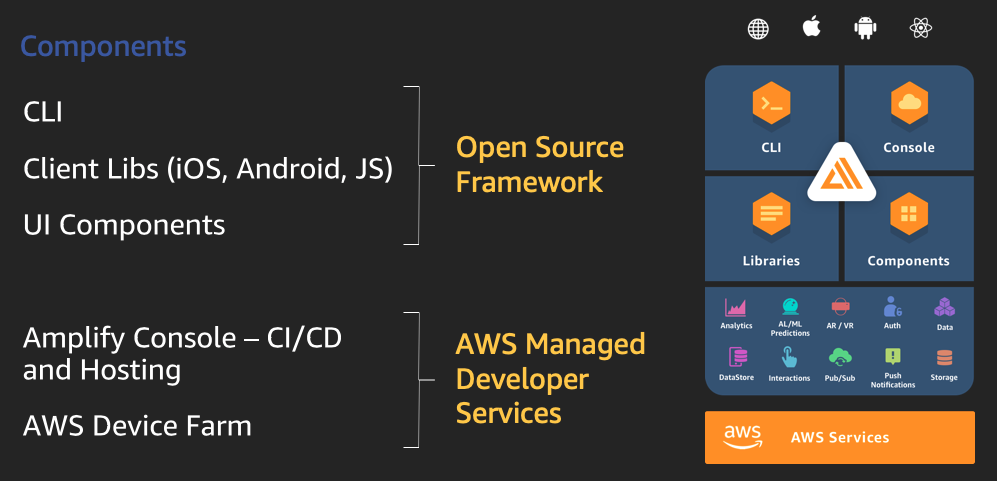 Components
CLI
Client Libs (iOS, Android, JS)
UI Components
Open Source
Framework
Amplify Console – CI/CD
and Hosting
AWS Device Farm
AWS Managed
Developer
Services
CLI
Console
Libraries
Components
Analytics
AL/ML
Predictions
AR / VR
Auth
Data
DataStore
Interactions
Pub/Sub
Push
Notifications
Storage
aws
AWS Services